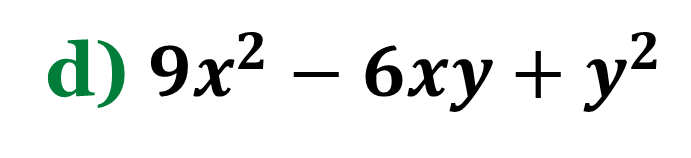 d) 9x² − 6xy + y²